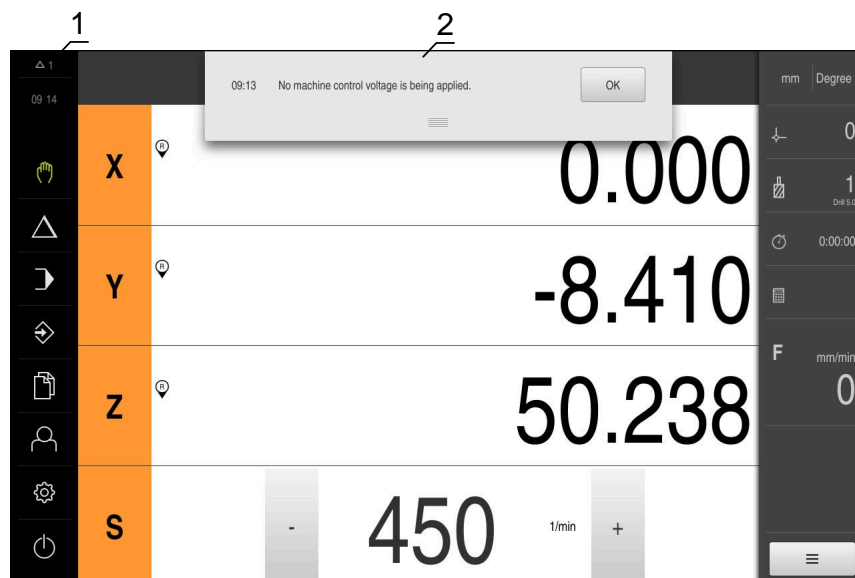 1
2
△ 1
09 14
09:13 No machine control voltage is being applied. OK
mm Degree
X R 0.000
0
1
Drill 5.0
Y R -8.410
0:00:00
Z R 50.238
F mm/min
0
S - 450 1/min +